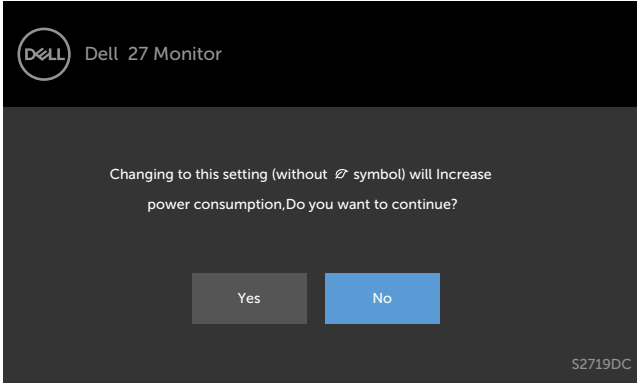 DELL
Dell 27 Monitor
Changing to this setting (without symbol) will Increase
power consumption,Do you want to continue?
Yes
No
S2719DC